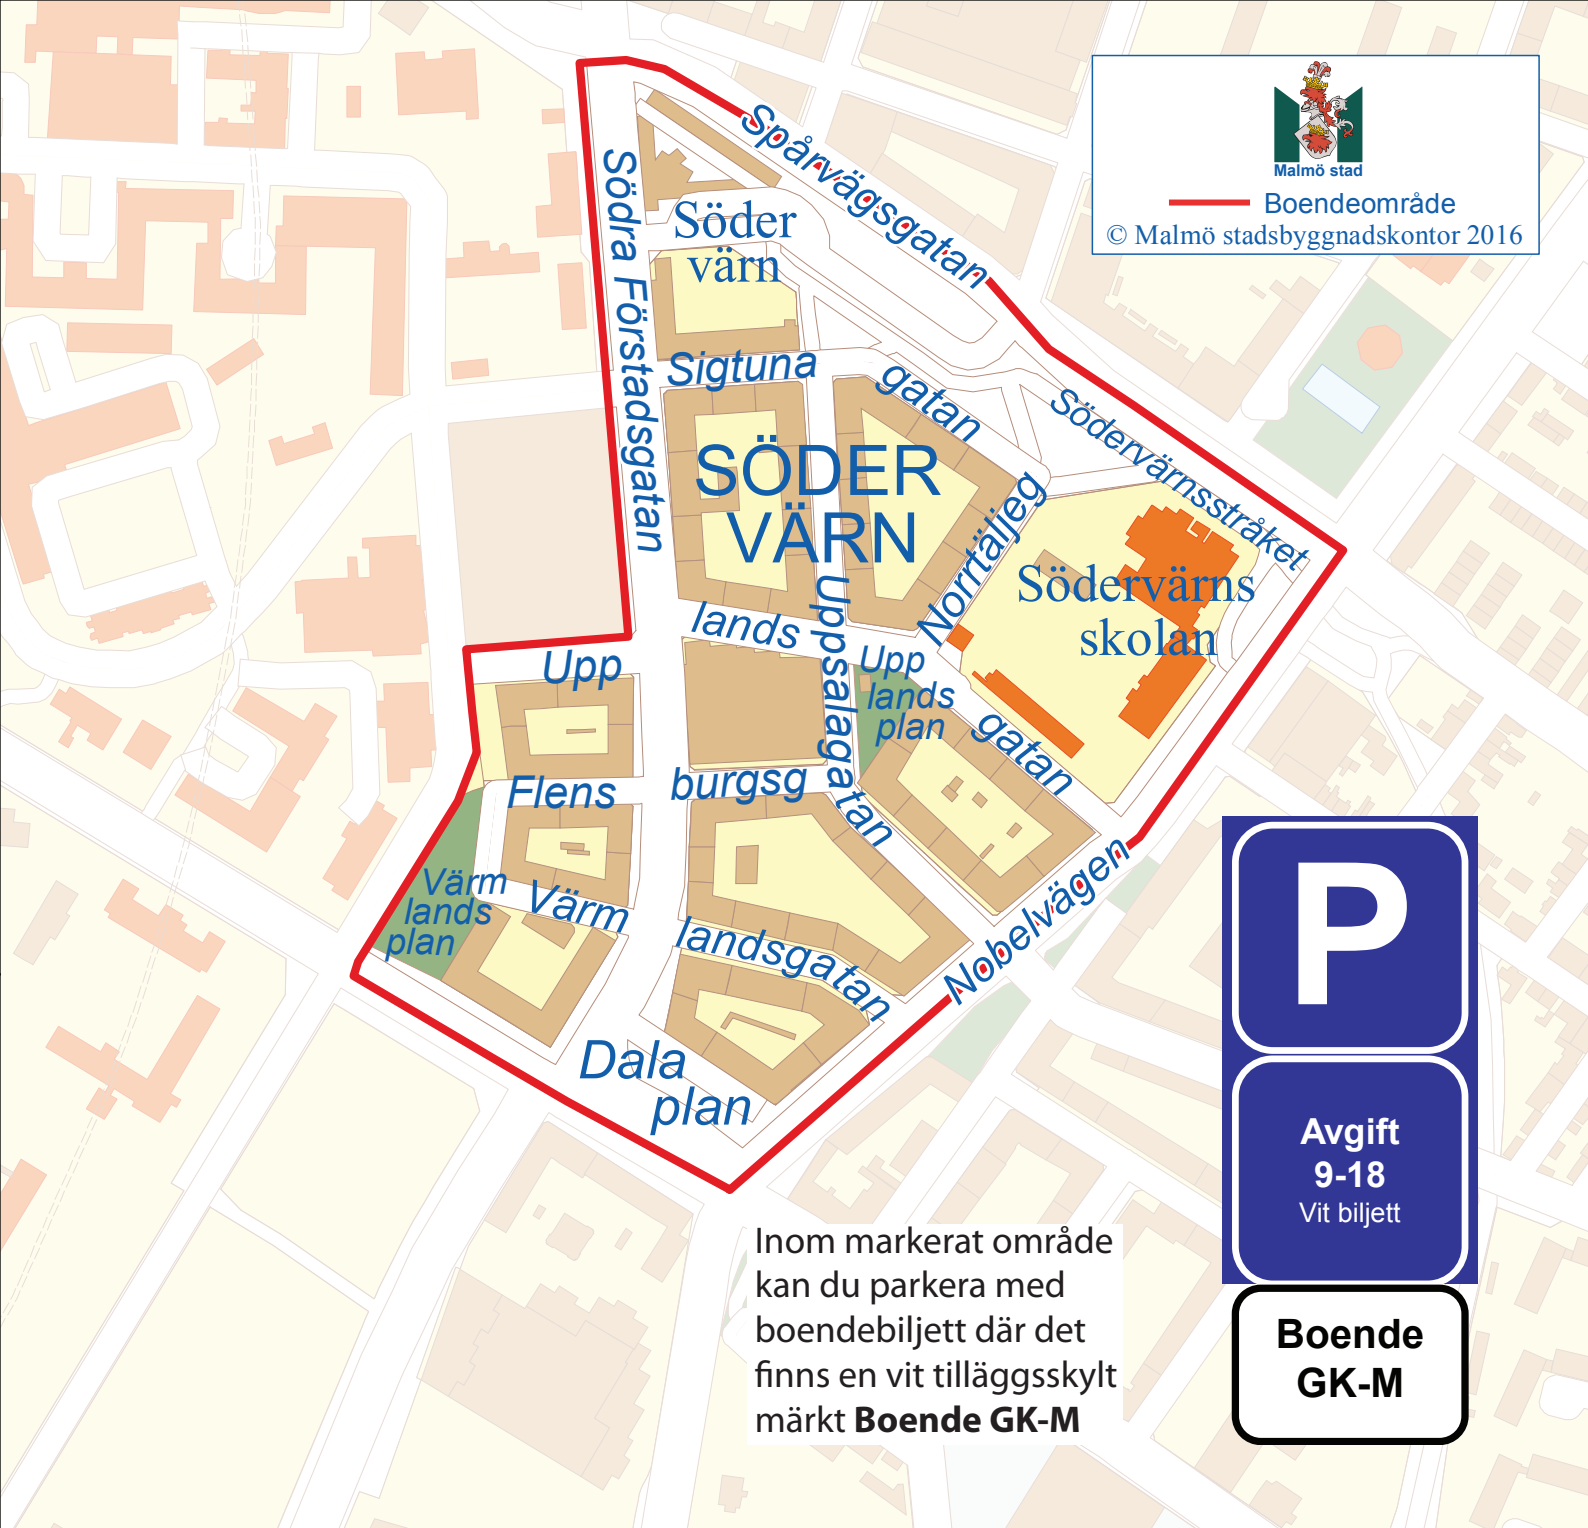 Malmö stad
Boendeområde
© Malmö stadsbyggnadskontor 2016
Spårvägsgatan
Södra Förstadsgatan
Söder
värn
Sigtuna
gatan
Södervärnsstråket
SÖDER
VÄRN
Norrtäljeg
Södervärns
skolan
Uppsalagatan
Upp
lands
gatan
Upp
lands
plan
Flens
burgsg
Värm
lands
plan
Värm
landsgatan
Nobelvägen
Dala
plan
P
Avgift
9-18
Vit biljett
Boende
GK-M
Inom markerat område
kan du parkera med
boendebiljett där det
finns en vit tilläggsskylt
märkt Boende GK-M